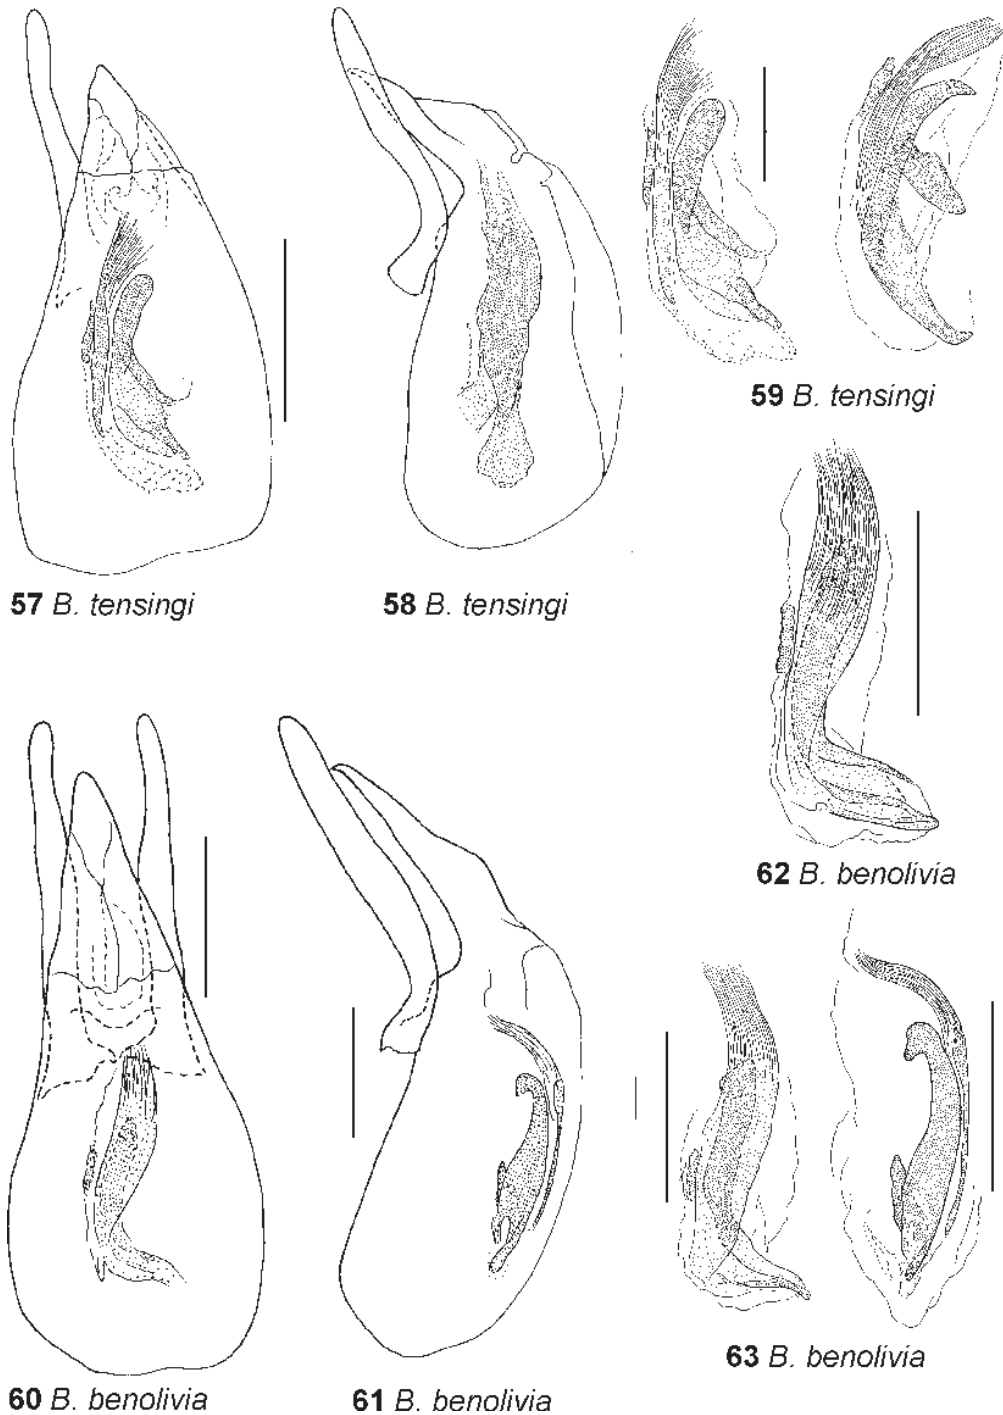 59 B. tensingi
57 B. tensingi
58 B. tensingi
62 B. benolivia
63 B. benolivia
60 B. benolivia
61 B. benolivia